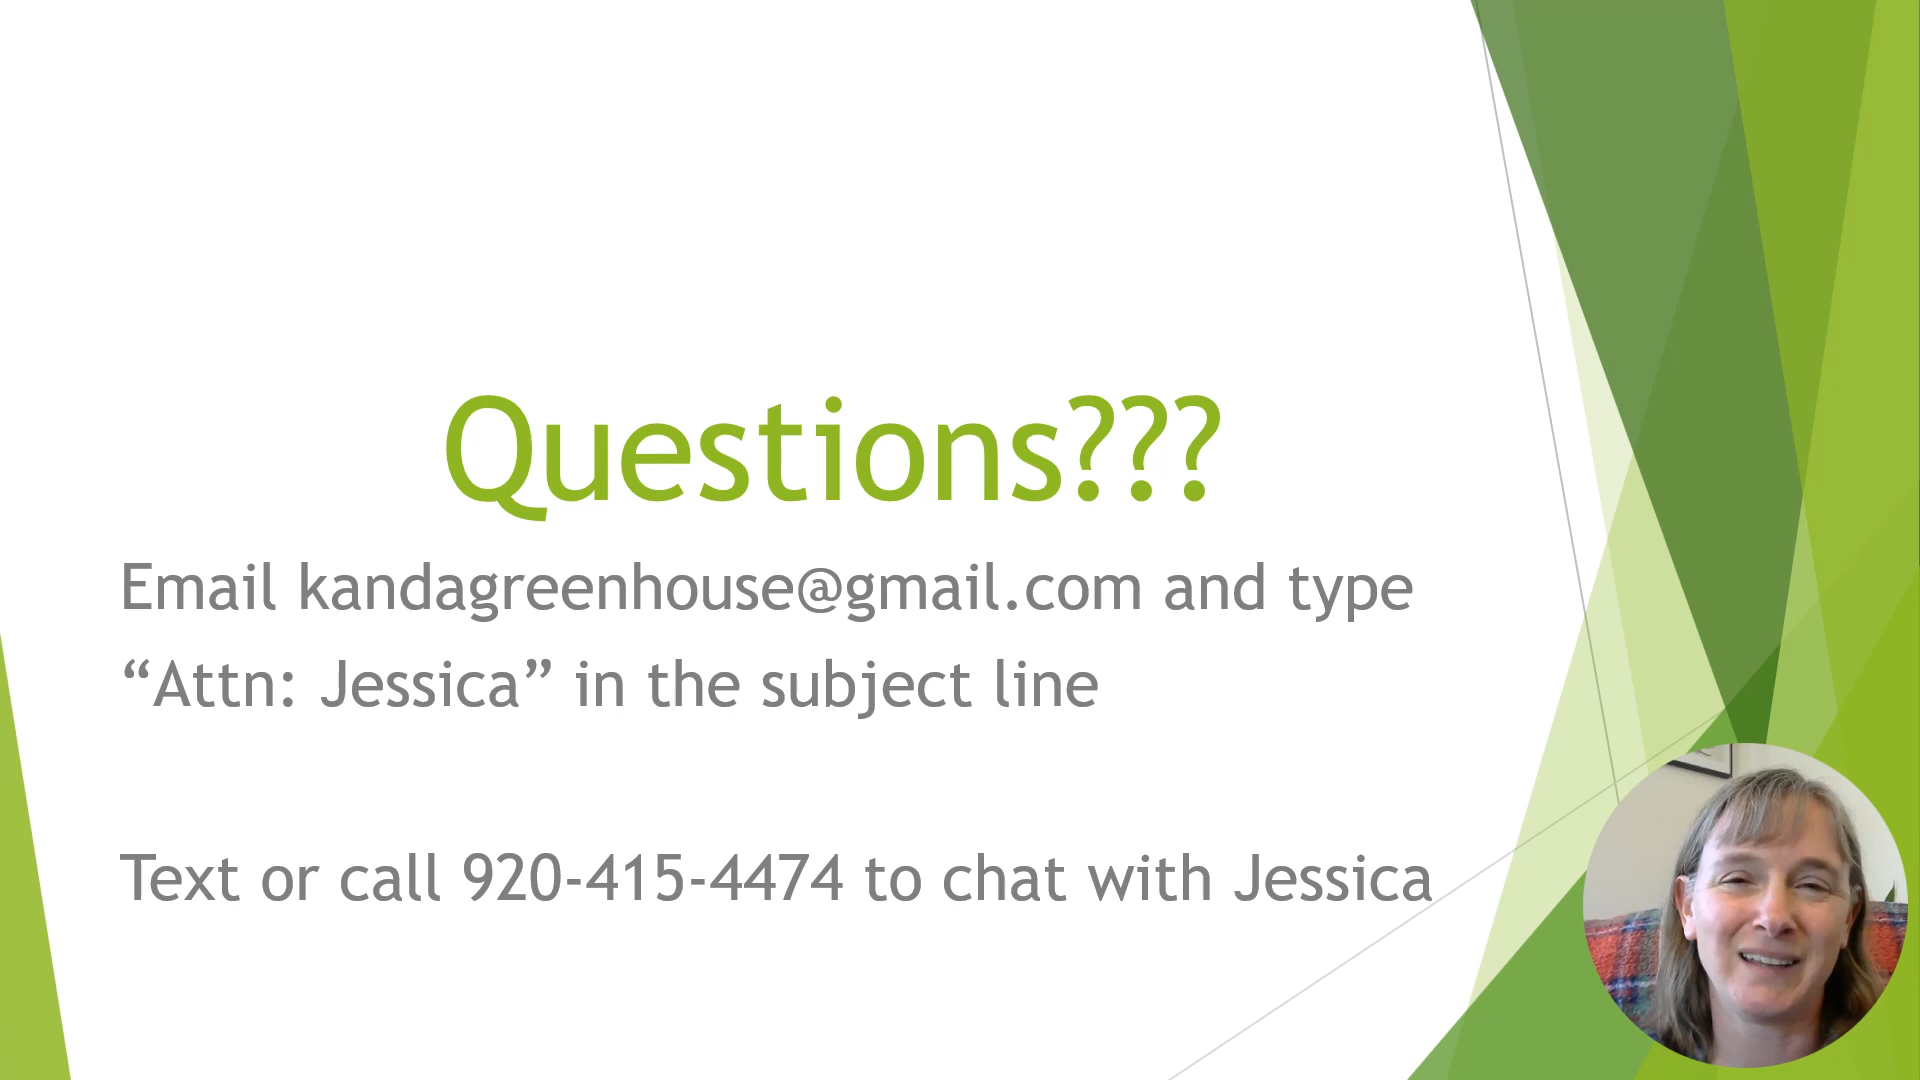 Questions???
Email kandagreenhouse@gmail.com and type
“Attn: Jessica” in the subject line
Text or call 920-415-4474 to chat with Jessica